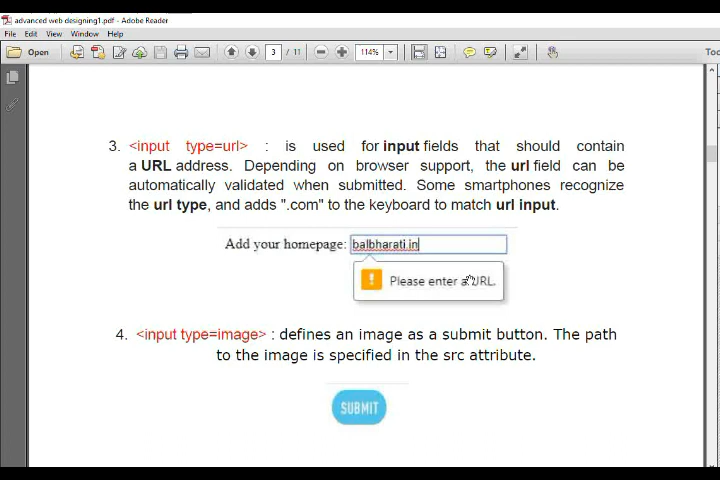 advanced web designing1.pdf - Adobe Reader
File Edit View Window Help
Open 3 / 11 114% Too
3. <input type=url> : is used for input fields that should contain
a URL address. Depending on browser support, the url field can be
automatically validated when submitted. Some smartphones recognize
the url type, and adds ".com" to the keyboard to match url input.
Add your homepage: balbharati.in
! Please enter a URL.
4. <input type=image> : defines an image as a submit button. The path
to the image is specified in the src attribute.
SUBMIT